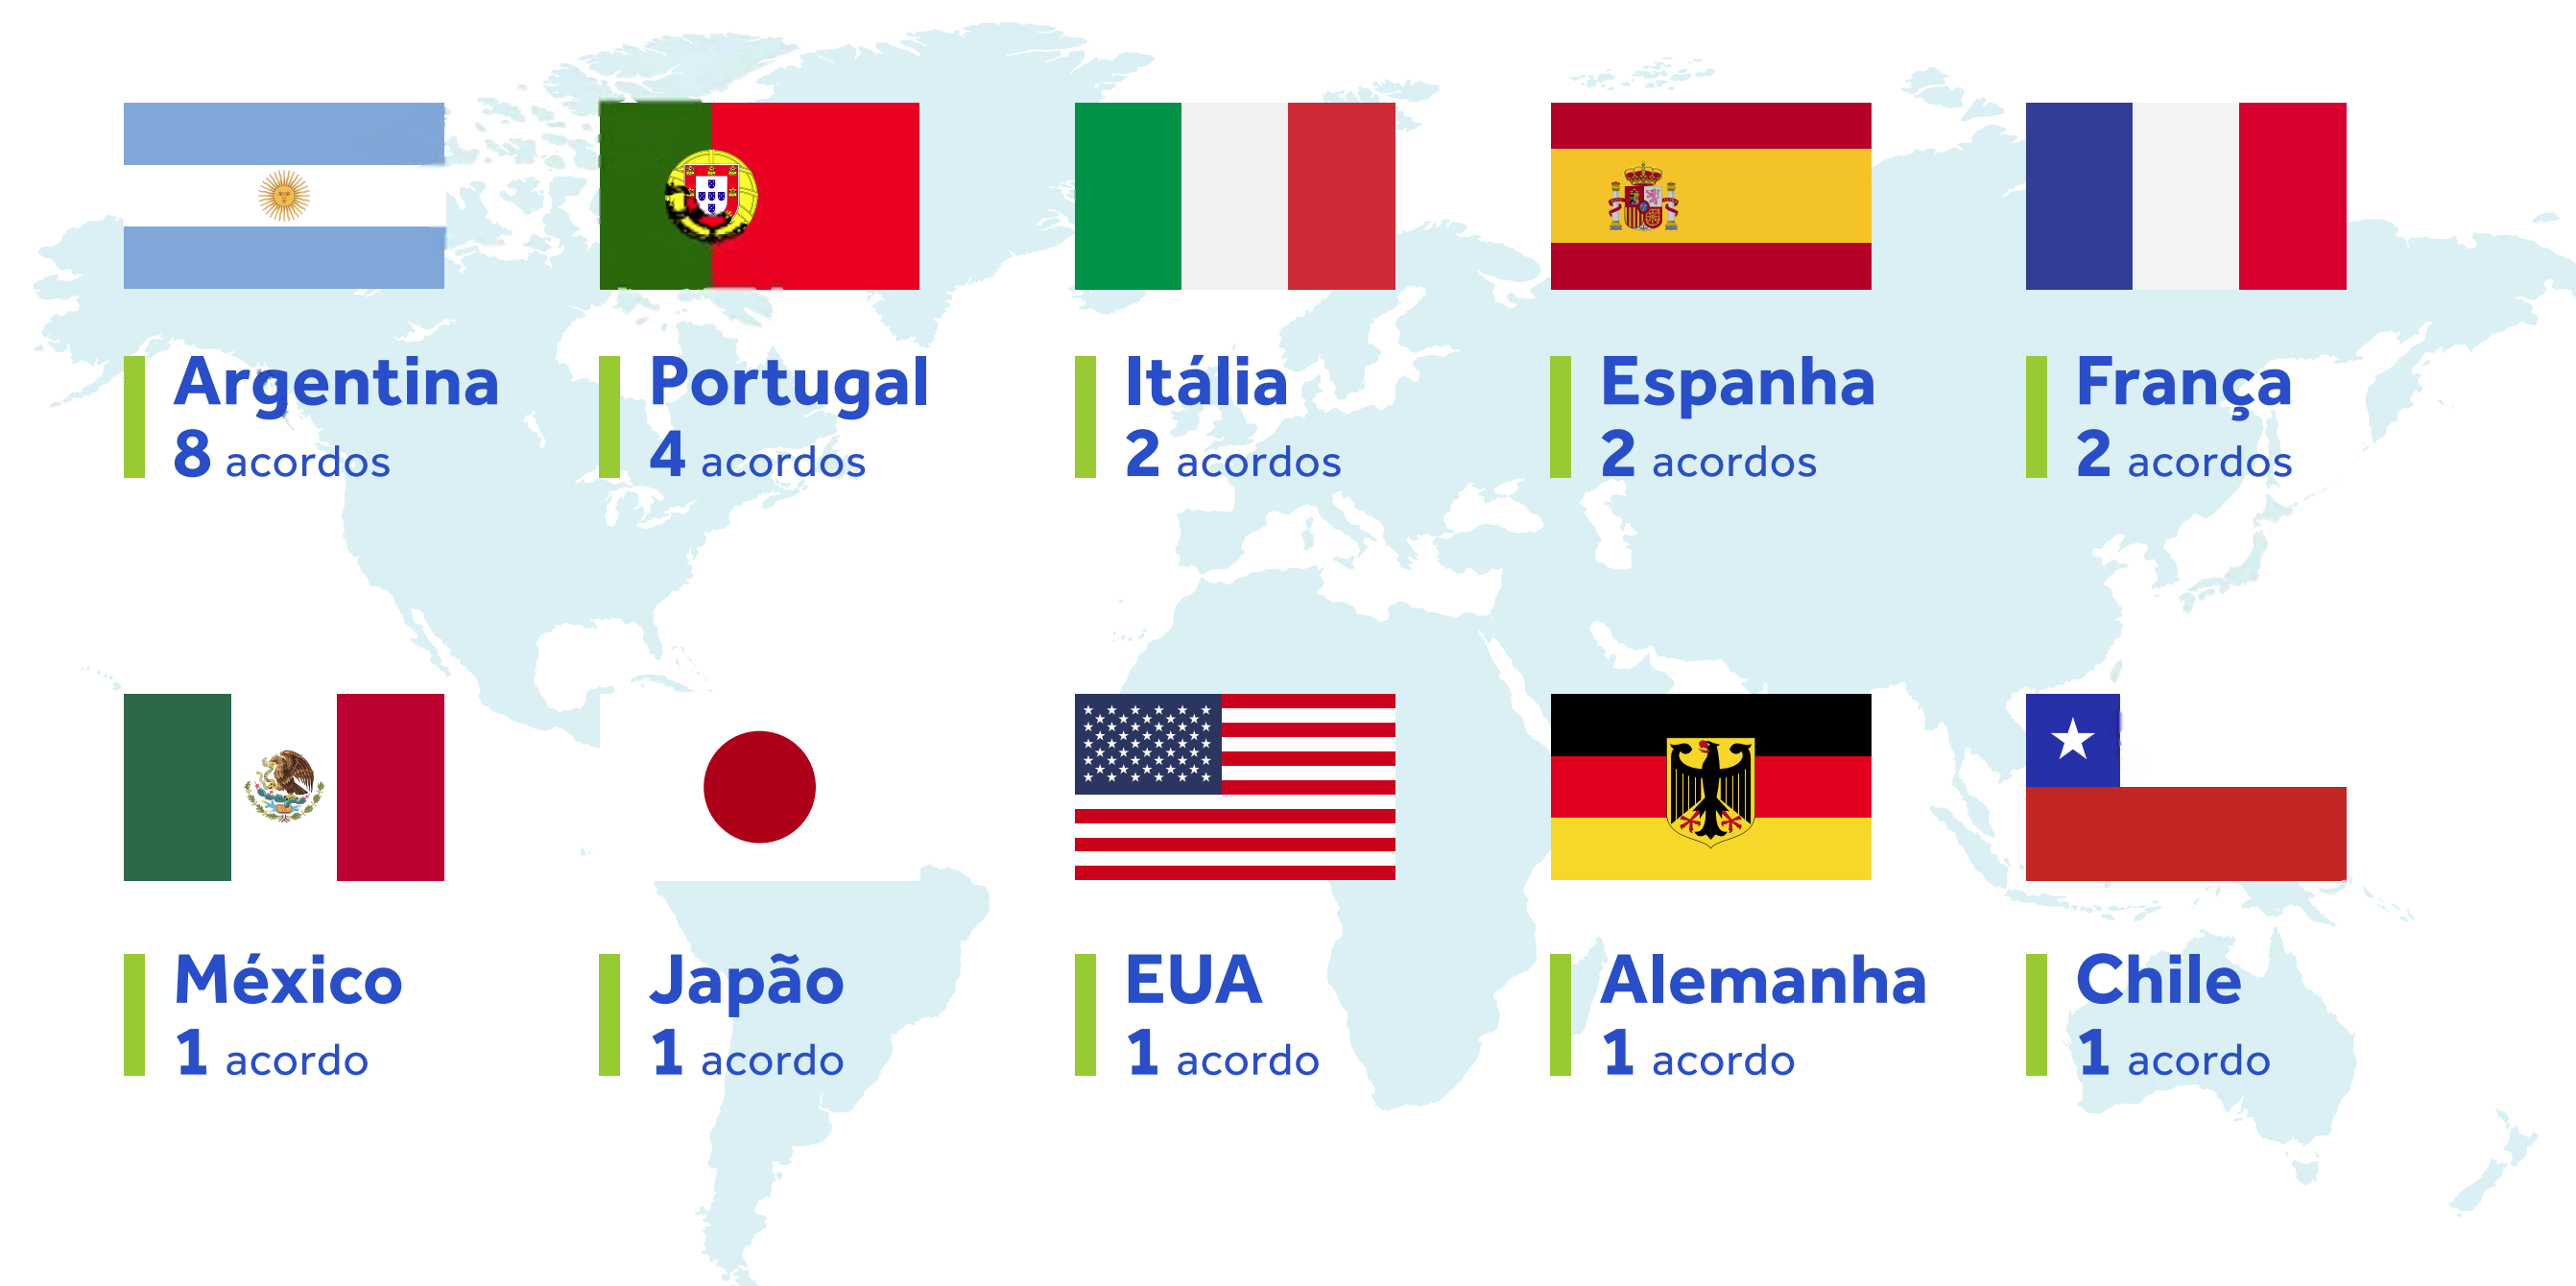 Argentina
8 acordos
Portugal
4 acordos
Itália
2 acordos
Espanha
2 acordos
França
2 acordos
México
1 acordo
Japão
1 acordo
EUA
1 acordo
Alemanha
1 acordo
Chile
1 acordo